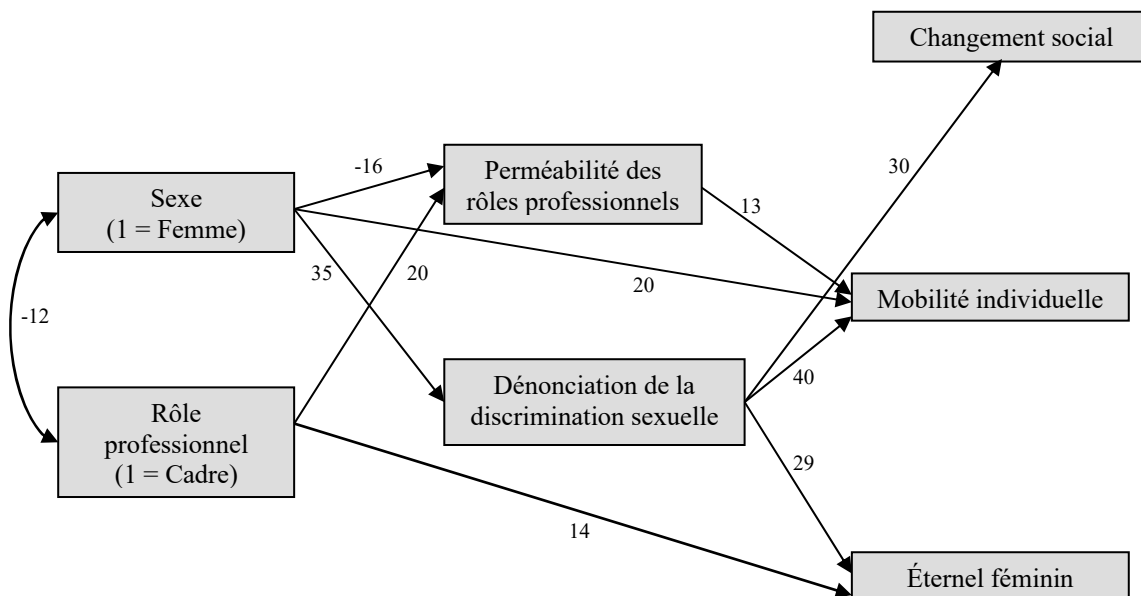 Changement social
-16
Perméabilité des
rôles professionnels
30
Sexe
(1 = Femme)
13
35
20
20
Mobilité individuelle
-12
Dénonciation de la
discrimination sexuelle
40
Rôle
professionnel
(1 = Cadre)
29
14
Éternel féminin